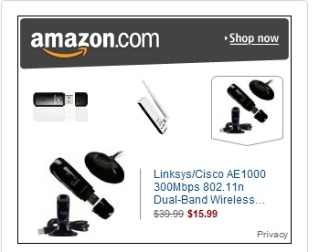 amazon.com
Shop now
Linksys/Cisco AE1000
300Mbps 802.11n
Dual-Band Wireless...
$39.99 $15.99
Privacy